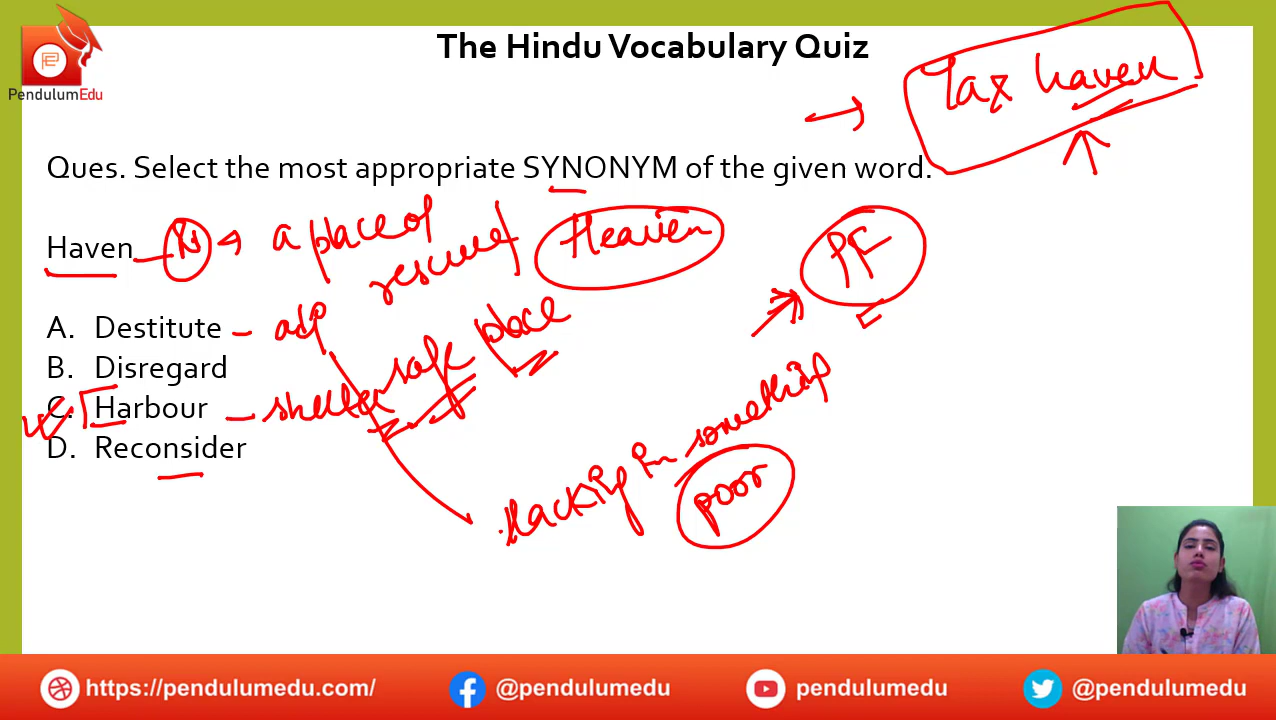 The Hindu Vocabulary Quiz
PendulumEdu
Tax haven
Ques. Select the most appropriate SYNONYM of the given word.
Haven
N
a place of
rescue
Heaven
PF
A. Destitute - adj
B. Disregard
C. Harbour - shelter safe place
D. Reconsider
lacking in something
poor
https://pendulumedu.com/
@pendulumedu
pendulumedu
@pendulumedu